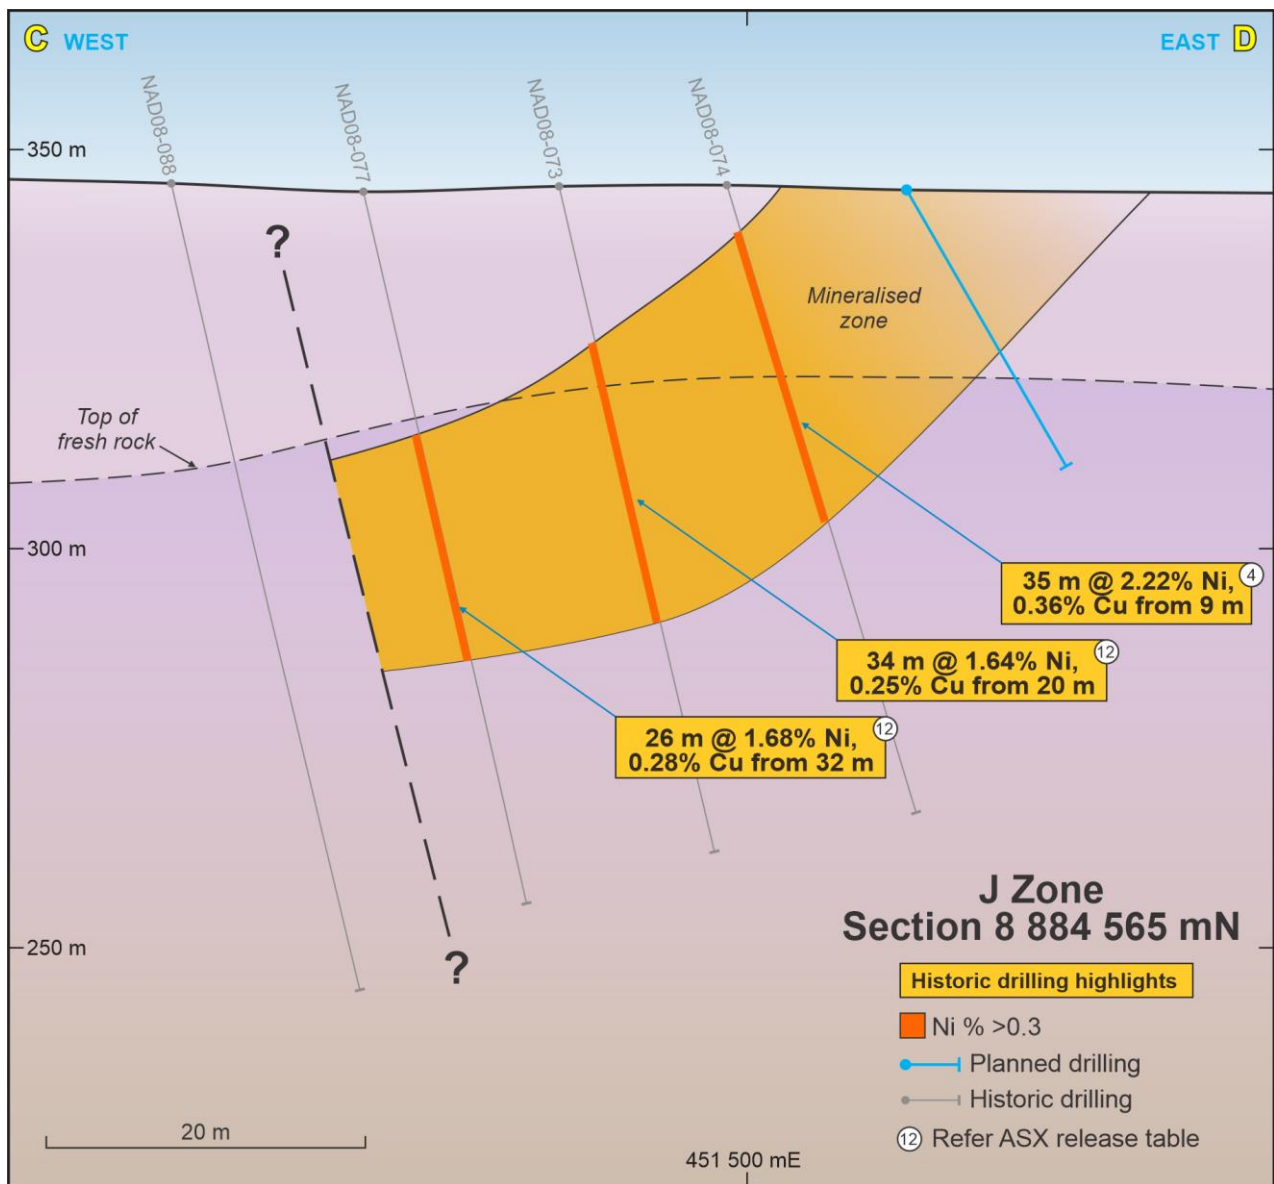 C WEST
EAST D
NAD08-088
NAD08-077
NAD08-073
NAD08-074
350 m
?
Mineralised
zone
Top of
fresh rock
300 m
35 m @ 2.22% Ni, 4
0.36% Cu from 9 m
34 m @ 1.64% Ni, 12
0.25% Cu from 20 m
26 m @ 1.68% Ni, 12
0.28% Cu from 32 m
J Zone
Section 8 884 565 mN
250 m
?
Historic drilling highlights
Ni % >0.3
Planned drilling
Historic drilling
12 Refer ASX release table
20 m
451 500 mE